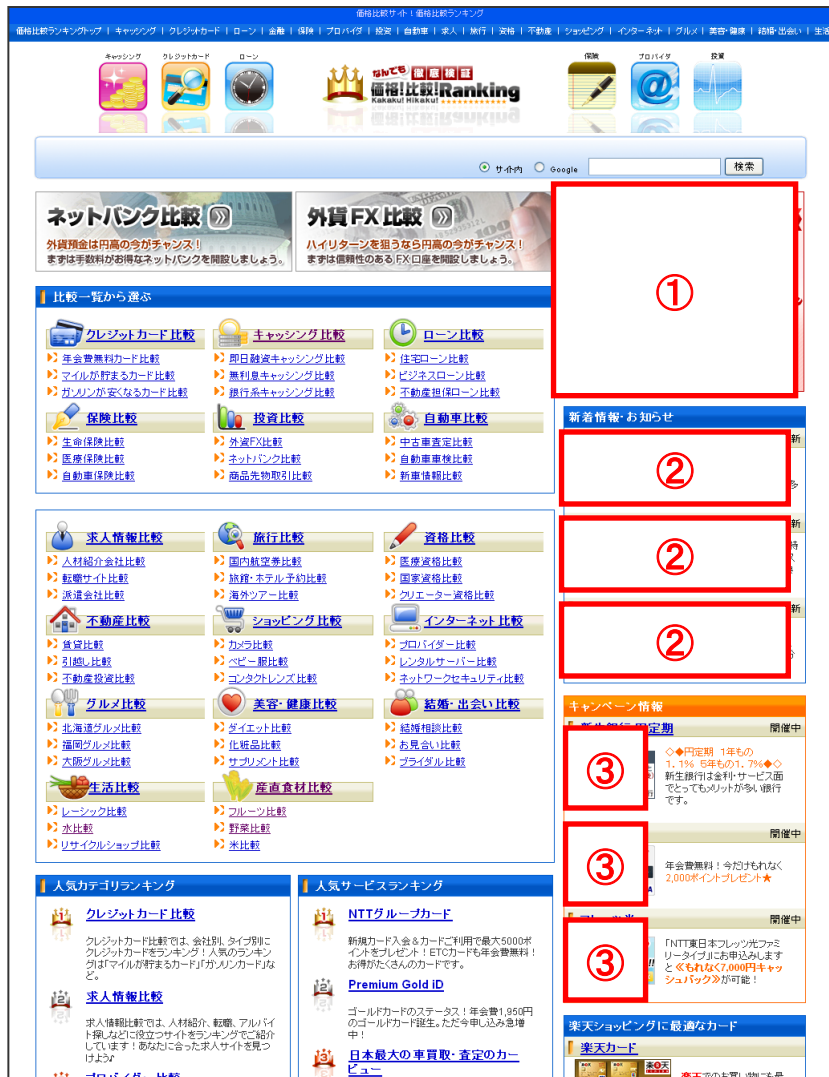 価格比較サイト！価格比較ランキング
価格比較ランキングトップ | キャッシング | クレジットカード | ローン | 金融 | 保険 | プロバイダ | 投資 | 自動車 | 求人 | 旅行 | 資格 | 不動産 | ショッピング | インターネット | グルメ | 美容・健康 | 結婚・出会い | 生活
キャッシング クレジットカード ローン
なんでも徹底検証
価格!比較!Ranking
Kakaku! Hikaku!
保険 プロバイダ 投資
サイト内 Google 検索
ネットバンク比較
外貨預金は円高の今がチャンス！
まずは手数料がお得なネットバンクを開設しましょう。
外貨FX比較
ハイリターンを狙うなら円高の今がチャンス！
まずは信頼性のあるFX口座を開設しましょう。
①
比較一覧から選ぶ
クレジットカード比較 キャッシング比較 ローン比較
年会費無料カード比較 即日融資キャッシング比較 住宅ローン比較
マイルが貯まるカード比較 無利息キャッシング比較 ビジネスローン比較
ガソリンが安くなるカード比較 銀行系キャッシング比較 不動産担保ローン比較
保険比較 投資比較 自動車比較
生命保険比較 外資FX比較 中古車査定比較
医療保険比較 ネットバンク比較 自動車車検比較
自動車保険比較 商品先物取引比較 新車情報比較
求人情報比較 旅行比較 資格比較
人材紹介会社比較 国内航空券比較 医療資格比較
転職サイト比較 旅館・ホテル予約比較 国家資格比較
派遣会社比較 海外ツアー比較 クリエーター資格比較
不動産比較 ショッピング比較 インターネット比較
賃貸比較 カメラ比較 プロバイダー比較
引越し比較 ベビー服比較 レンタルサーバー比較
不動産投資比較 コンタクトレンズ比較 ネットワークセキュリティ比較
グルメ比較 美容・健康比較 結婚・出会い比較
北海道グルメ比較 ダイエット比較 結婚相談比較
福岡グルメ比較 化粧品比較 お見合い比較
大阪グルメ比較 サプリメント比較 ブライダル比較
生活比較 産直食材比較
レーシック比較 フルーツ比較
水比較 野菜比較
リサイクルショップ比較 米比較
新着情報・お知らせ
新
②
多
新
②
新
②
キャンペーン情報
新生銀行 円定期 開催中
③
◇◆円定期 1年もの
1.1% 5年もの1.7%◆◇
新生銀行は金利・サービス面
でとってもメリットが多い銀行
です。
開催中
③
年会費無料！今だけもれなく
2,000ポイントプレゼント★
開催中
③
「NTT東日本フレッツ光ファミ
リータイプ」にお申込みします
と≪もれなく7,000円キャッ
シュバック≫が可能！
楽天ショッピングに最適なカード
楽天カード
人気カテゴリランキング
1 クレジットカード比較
クレジットカード比較では、会社別、タイプ別に
クレジットカードをランキング！人気のランキン
グは「マイルが貯まるカード」「ガソリンカード」な
ど。
2 求人情報比較
求人情報比較では、人材紹介、転職、アルバイ
ト探しなどに役立つサイトをランキングでご紹介
しています！あなたに合った求人サイトを見つ
けよう♪
人気サービスランキング
1 NTTグループカード
新規カード入会&カードご利用で最大5000ポ
イントをプレゼント！ETCカードも年会費無料！
お得がたくさんのカードです。
2 Premium Gold iD
ゴールドカードのステータス！年会費1,950円
のゴールドカード誕生。ただ今申し込み急増
中！
3 日本最大の車買取・査定のカー
ビュー